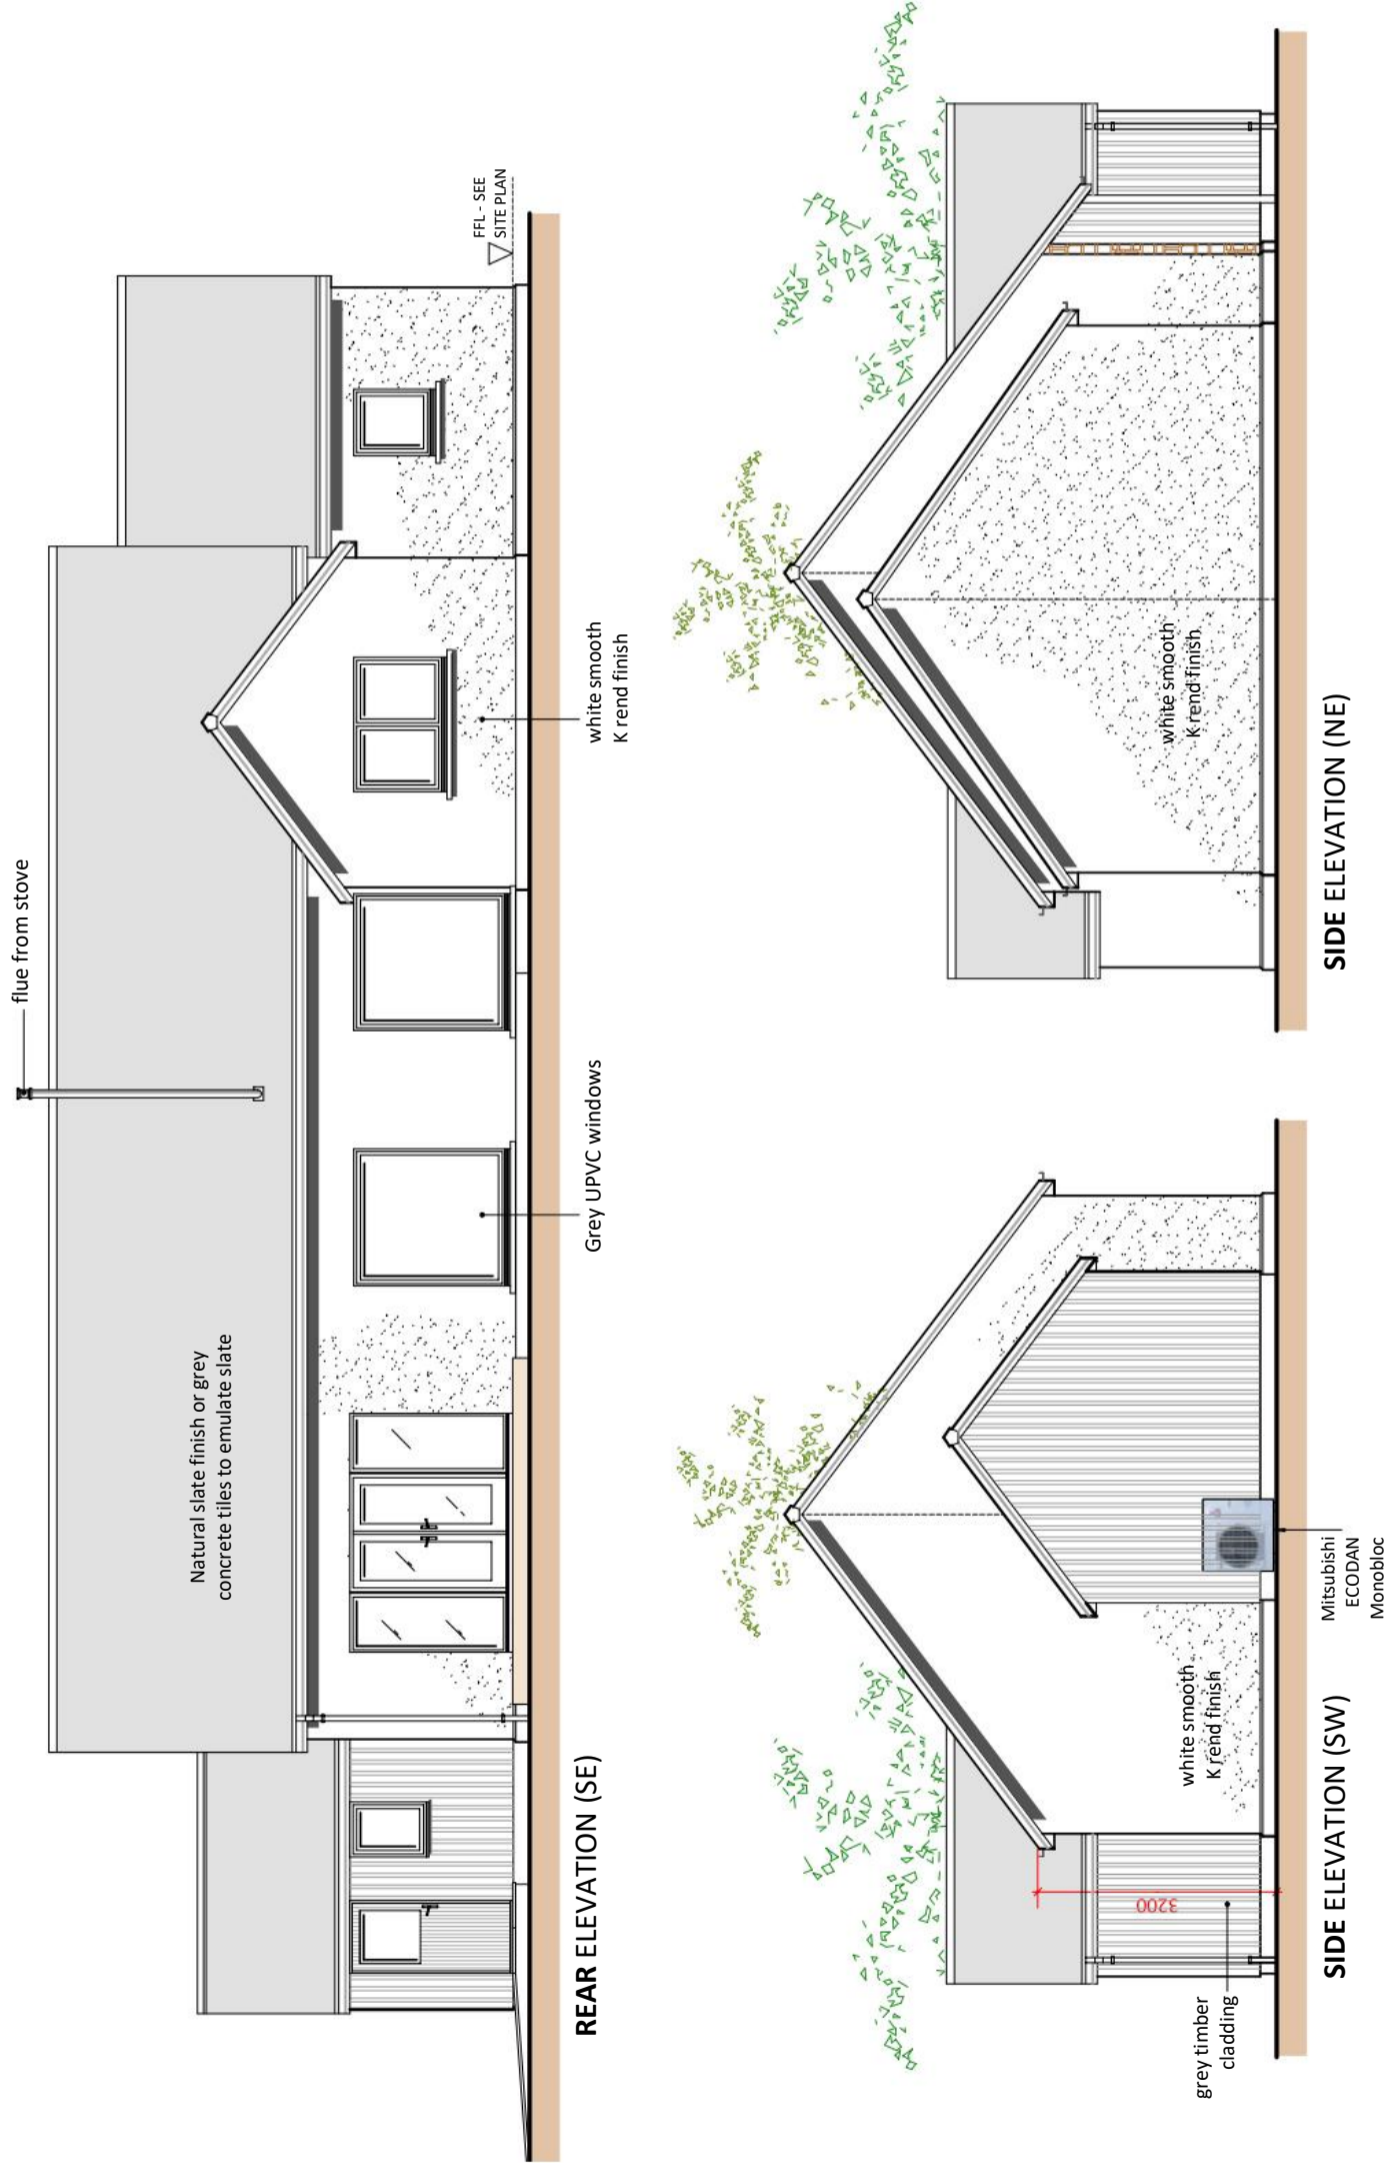 flue from stove
Natural slate finish or grey
concrete tiles to emulate slate
FFL - SEE
SITE PLAN
Grey UPVC windows
white smooth
K rend finish
REAR ELEVATION (SE)
grey timber
cladding
3200
white smooth
K rend finish
Mitsubishi
ECODAN
Monobloc
SIDE ELEVATION (SW)
white smooth
K rend finish
SIDE ELEVATION (NE)